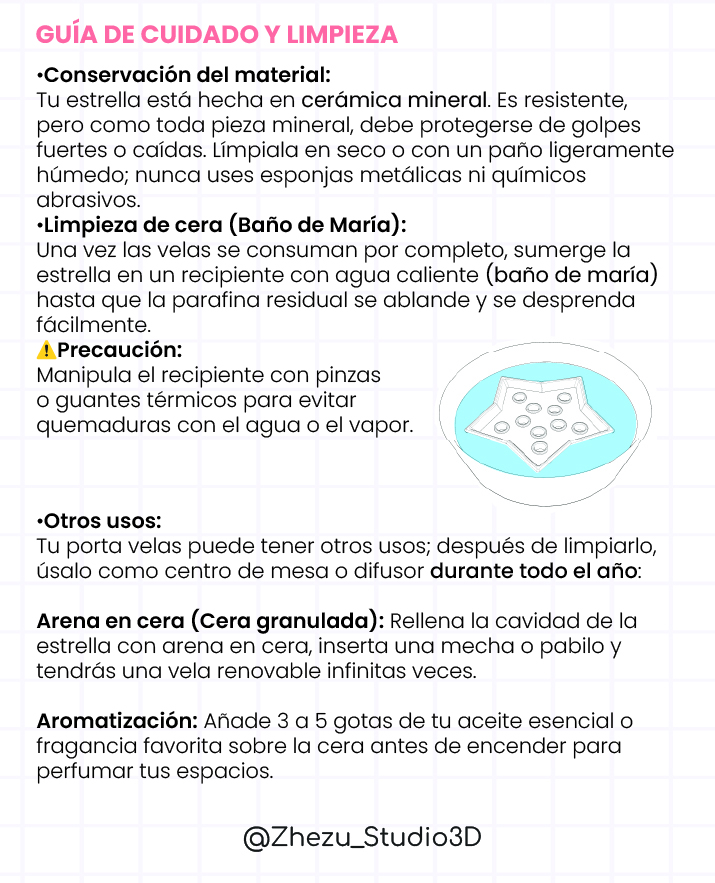 GUÍA DE CUIDADO Y LIMPIEZA
•Conservación del material:
Tu estrella está hecha en cerámica mineral. Es resistente,
pero como toda pieza mineral, debe protegerse de golpes
fuertes o caídas. Límpiala en seco o con un paño ligeramente
húmedo; nunca uses esponjas metálicas ni químicos
abrasivos.
•Limpieza de cera (Baño de María):
Una vez las velas se consuman por completo, sumerge la
estrella en un recipiente con agua caliente (baño de maría)
hasta que la parafina residual se ablande y se desprenda
fácilmente.
⚠️Precaución:
Manipula el recipiente con pinzas
o guantes térmicos para evitar
quemaduras con el agua o el vapor.
•Otros usos:
Tu porta velas puede tener otros usos; después de limpiarlo,
úsalo como centro de mesa o difusor durante todo el año:
Arena en cera (Cera granulada): Rellena la cavidad de la
estrella con arena en cera, inserta una mecha o pabilo y
tendrás una vela renovable infinitas veces.
Aromatización: Añade 3 a 5 gotas de tu aceite esencial o
fragancia favorita sobre la cera antes de encender para
perfumar tus espacios.
@Zhezu_Studio3D